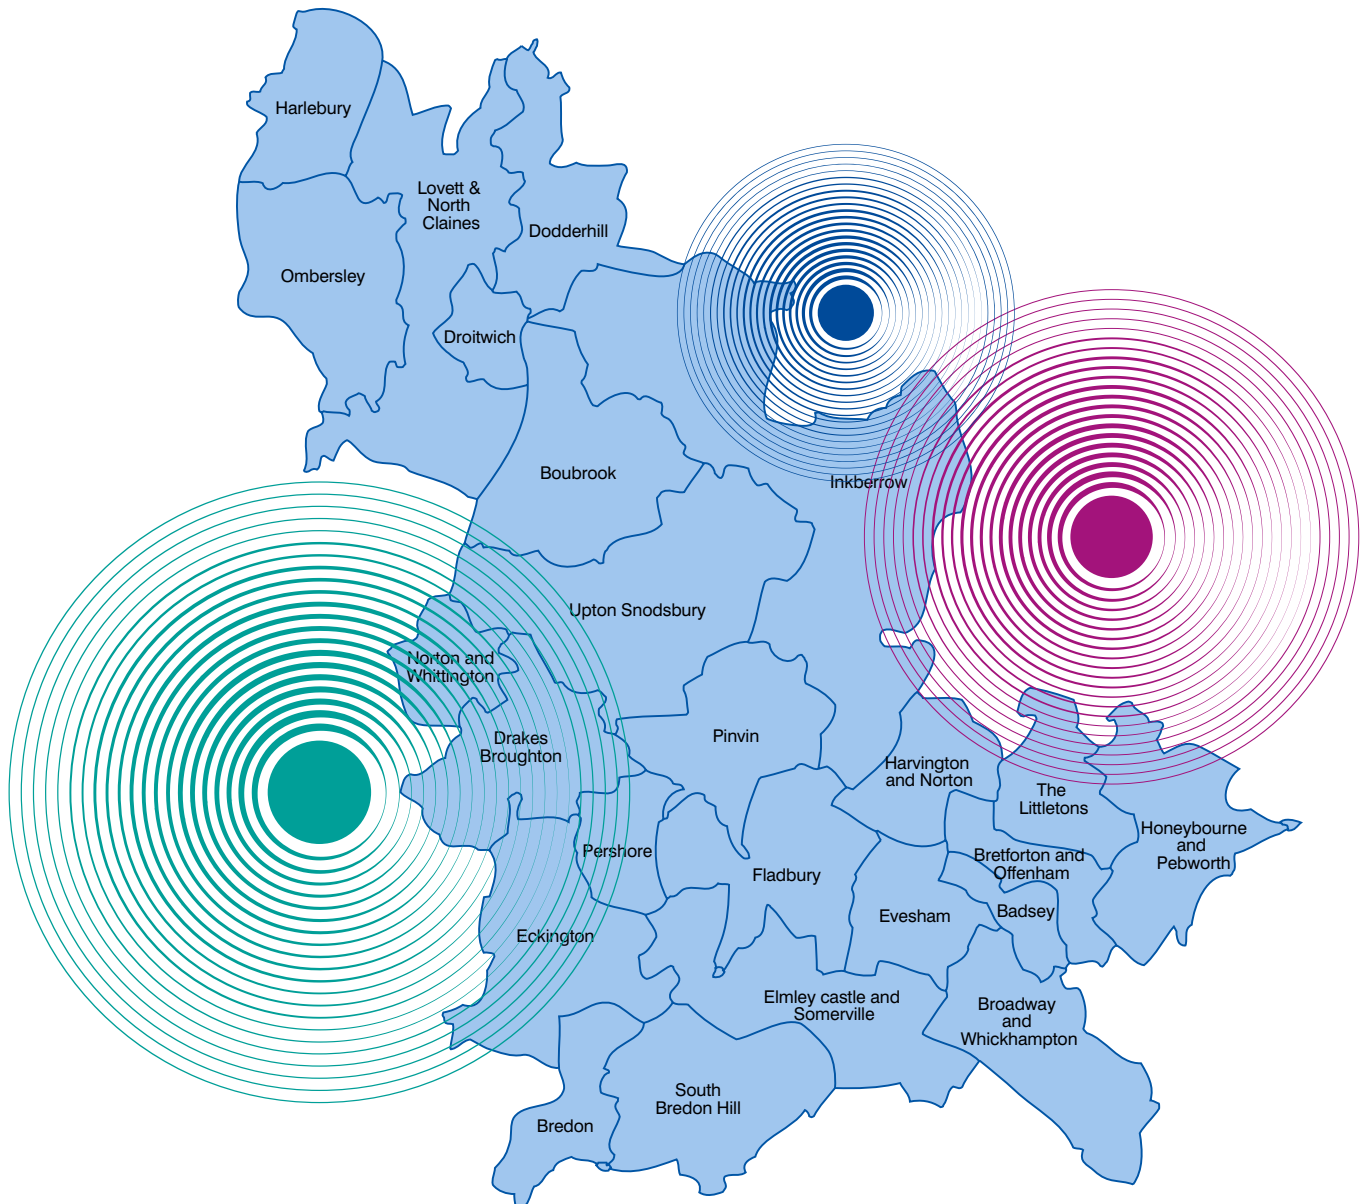 Harlebury
Lovett &
North
Claines
Dodderhill
Ombersley
Droitwich
Boubrook
Inkberrow
Upton Snodsbury
Norton and
Whittington
Drakes
Broughton
Pinvin
Harvington
and Norton
The
Littletons
Honeybourne
and
Pebworth
Pershore
Fladbury
Bretforton and
Offenham
Evesham
Badsey
Eckington
Elmley castle and
Somerville
Broadway
and
Whickhampton
South
Bredon Hill
Bredon